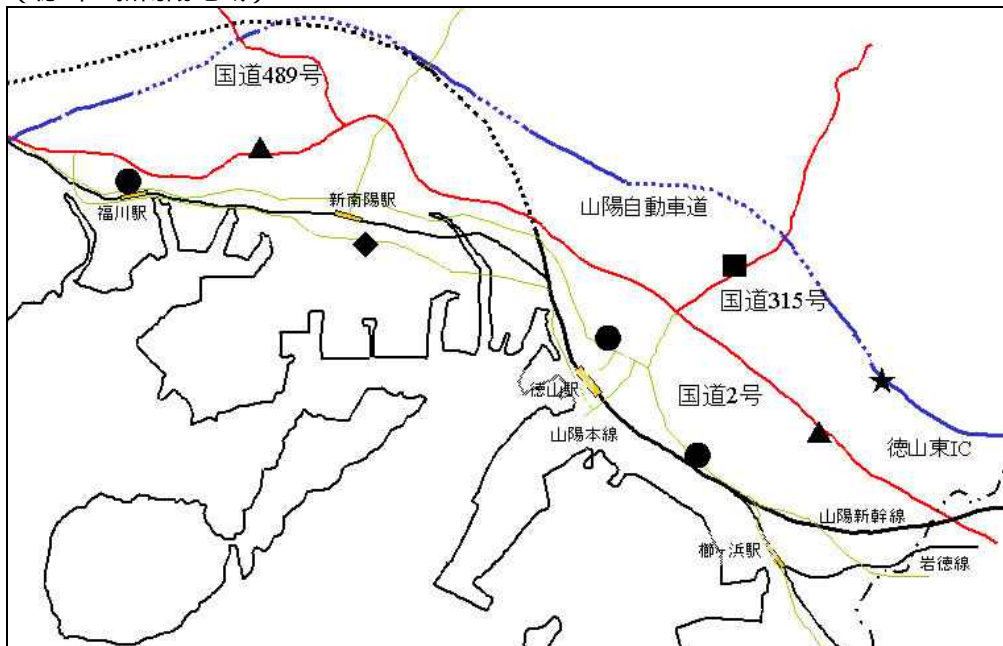 国道489号
山陽自動車道
新南陽駅
福川駅
国道315号
徳山駅
国道2号
山陽本線
徳山東IC
山陽新幹線
櫛ヶ浜駅
岩徳線